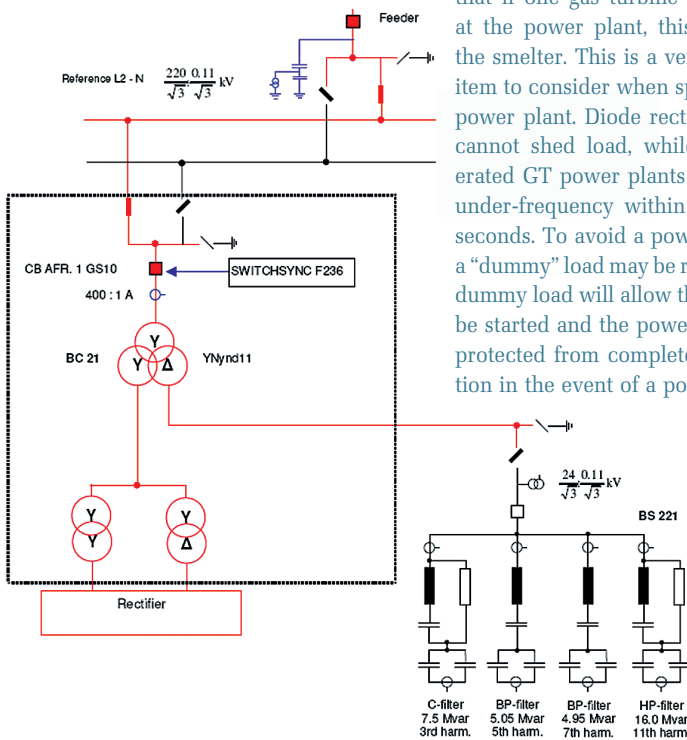 Feeder
Reference L2 - N
220 0.11
√3 : √3 kV
CB AFR. 1 GS10
SWITCHSYNC F236
400 : 1 A
BC 21
Y
Y Δ
YNynd11
Y
Y
Y
Δ
Rectifier
24 0.11
√3 : √3 kV
BS 221
C-filter
7.5 Mvar
3rd harm.
BP-filter
5.05 Mvar
5th harm.
BP-filter
4.95 Mvar
7th harm.
HP-filter
16.0 Mvar
11th harm.
that if one gas turbine
at the power plant, this
the smelter. This is a ve
item to consider when sp
power plant. Diode rect
cannot shed load, while
erated GT power plants
under-frequency within
seconds. To avoid a pow
a “dummy” load may be r
dummy load will allow th
be started and the power
protected from complete
tion in the event of a po